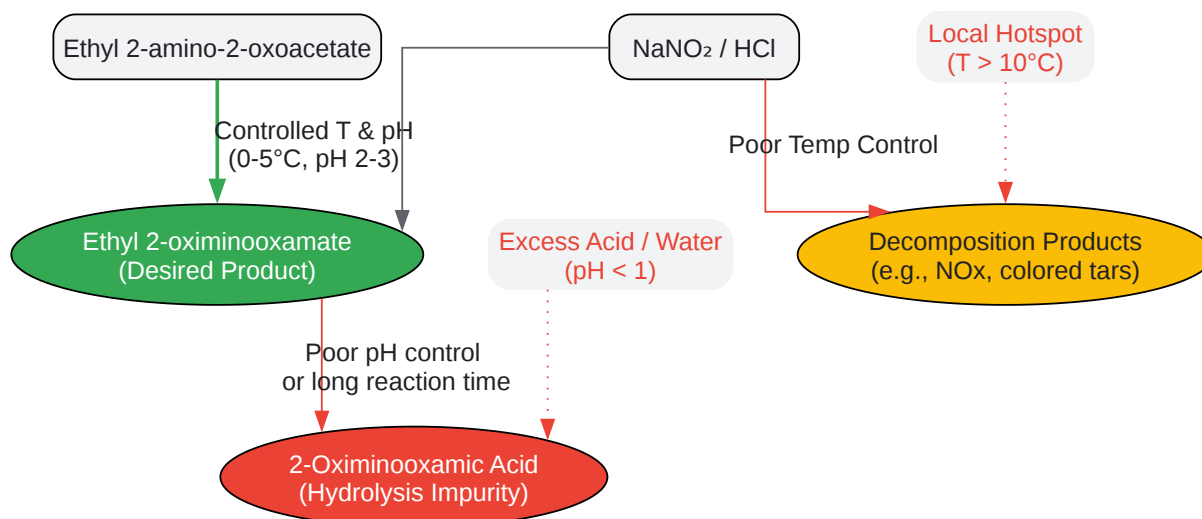 Ethyl 2-amino-2-oxoacetate
NaNO₂ / HCl
Local Hotspot
(T > 10°C)
Controlled T & pH
(0-5°C, pH 2-3)
Poor Temp Control
Ethyl 2-oximinooxamate
(Desired Product)
Excess Acid / Water
(pH < 1)
Decomposition Products
(e.g., NOx, colored tars)
Poor pH control
or long reaction time
2-Oximinooxamic Acid
(Hydrolysis Impurity)